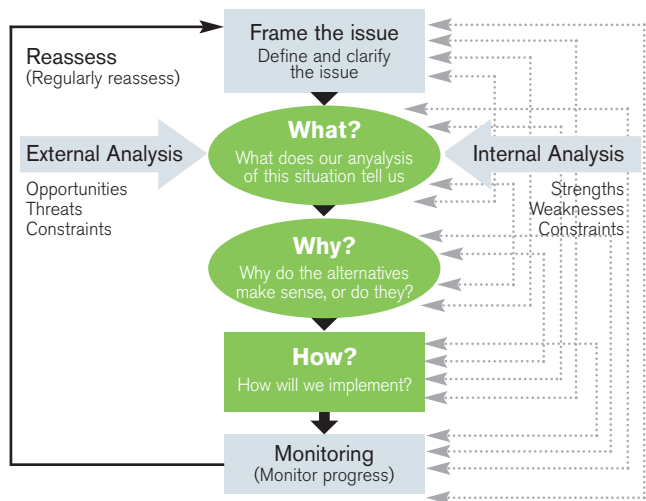 Frame the issue
Define and clarify
the issue
Reassess
(Regularly reassess)
What?
What does our anyalysis
of this situation tell us
External Analysis
Opportunities
Threats
Constraints
Internal Analysis
Strengths
Weaknesses
Constraints
Why?
Why do the alternatives
make sense, or do they?
How?
How will we implement?
Monitoring
(Monitor progress)